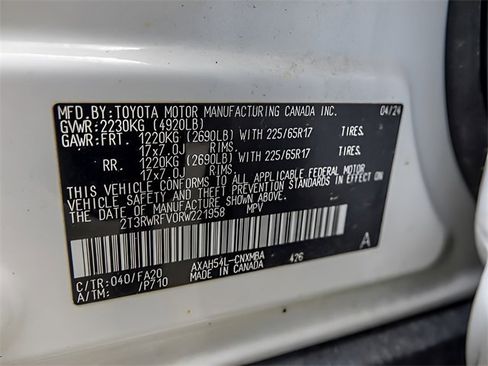 MFD.BY:TOYOTA MOTOR MANUFACTURING CANADA INC. 04/24
GVWR:2230KG (4920LB)
GAWR:FRT. 1220KG (2690LB) WITH 225/65R17 TIRES.
17x7.0J RIMS.
RR. 1220KG (2690LB) WITH 225/65R17 TIRES.
17x7.0J RIMS.
THIS VEHICLE CONFORMS TO ALL APPLICABLE FEDERAL MOTOR
VEHICLE SAFETY AND THEFT PREVENTION STANDARDS IN EFFECT
ON THE DATE OF MANUFACTURE SHOWN ABOVE.
2T3RWRFV0RW221958 MPV
A
C/TR:040/FA20 AXAH54L-CNXMBA 426
A/TM: /P710 MADE IN CANADA